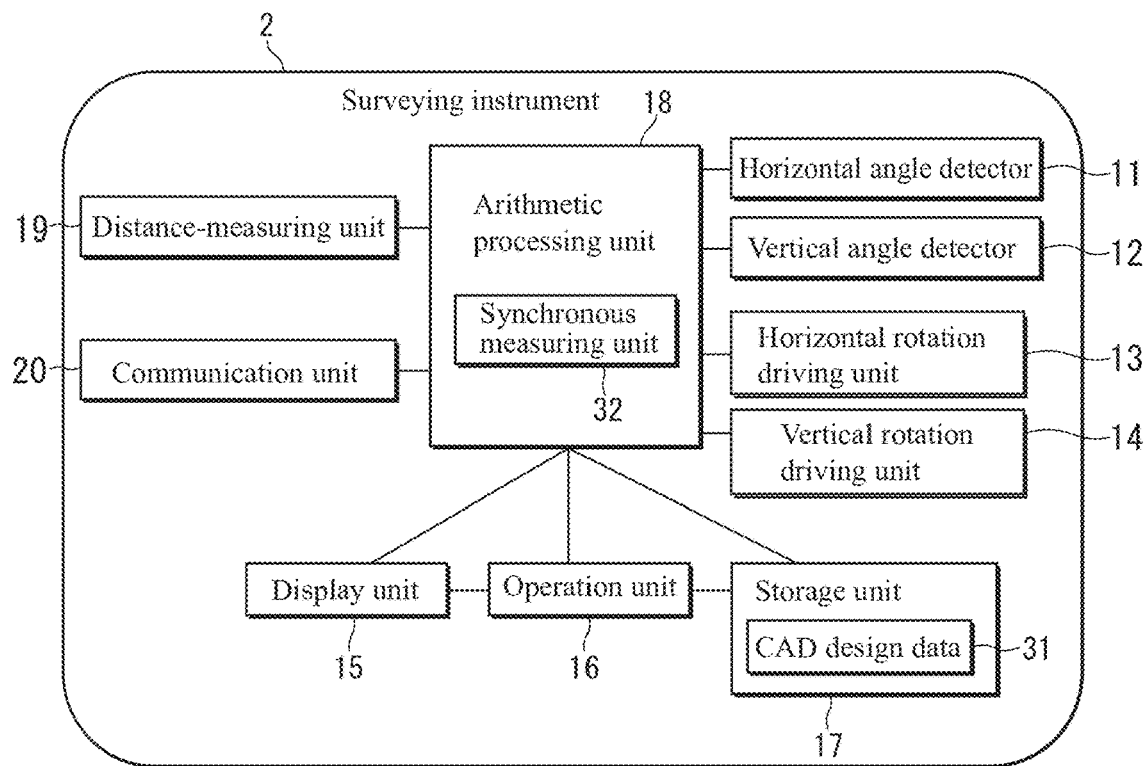 2
Surveying instrument
18
Arithmetic
processing unit
Synchronous
measuring unit
32
19
Distance-measuring unit
20
Communication unit
Horizontal angle detector
11
Vertical angle detector
12
Horizontal rotation
driving unit
13
Vertical rotation
driving unit
14
Display unit
15
Operation unit
16
Storage unit
CAD design data
31
17